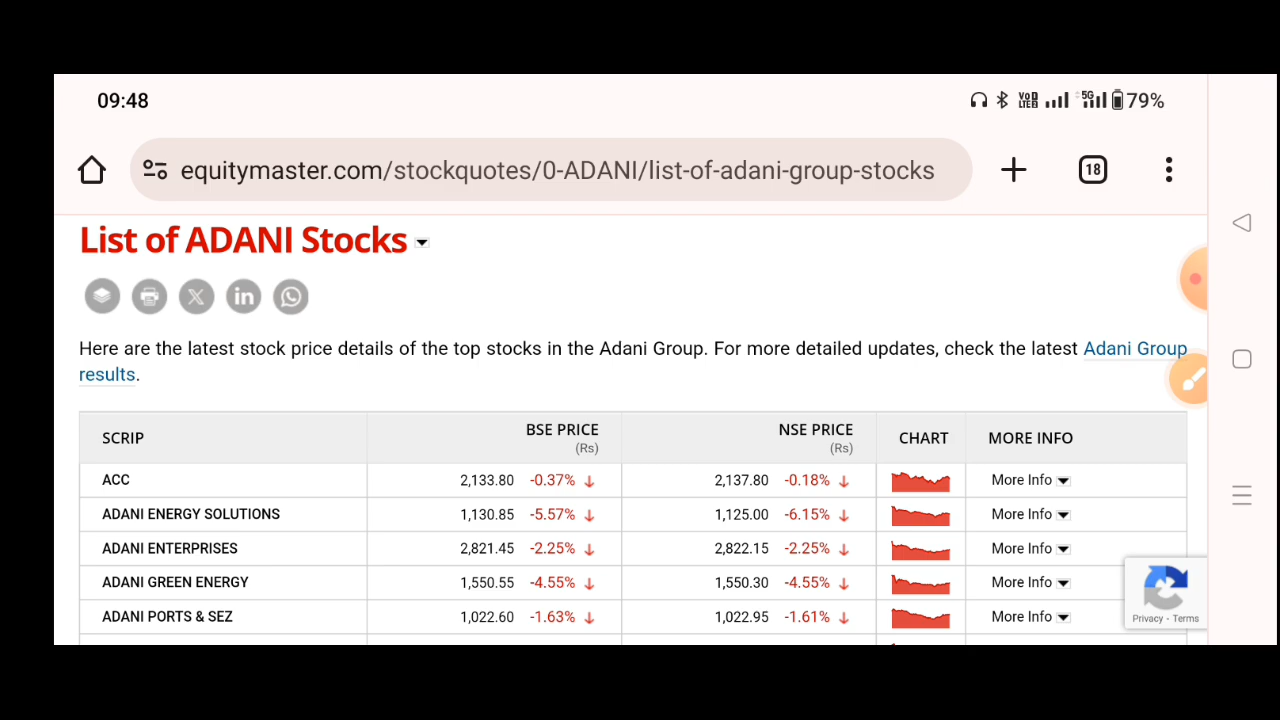 09:48
VoD LTEB 5G 79%
equitymaster.com/stockquotes/0-ADANI/list-of-adani-group-stocks
18
List of ADANI Stocks
X in
Here are the latest stock price details of the top stocks in the Adani Group. For more detailed updates, check the latest Adani Group
results.
SCRIP BSE PRICE (Rs) NSE PRICE (Rs) CHART MORE INFO
ACC 2,133.80 -0.37% ↓ 2,137.80 -0.18% ↓ More Info
ADANI ENERGY SOLUTIONS 1,130.85 -5.57% ↓ 1,125.00 -6.15% ↓ More Info
ADANI ENTERPRISES 2,821.45 -2.25% ↓ 2,822.15 -2.25% ↓ More Info
ADANI GREEN ENERGY 1,550.55 -4.55% ↓ 1,550.30 -4.55% ↓ More Info
ADANI PORTS & SEZ 1,022.60 -1.63% ↓ 1,022.95 -1.61% ↓ More Info
Privacy - Terms